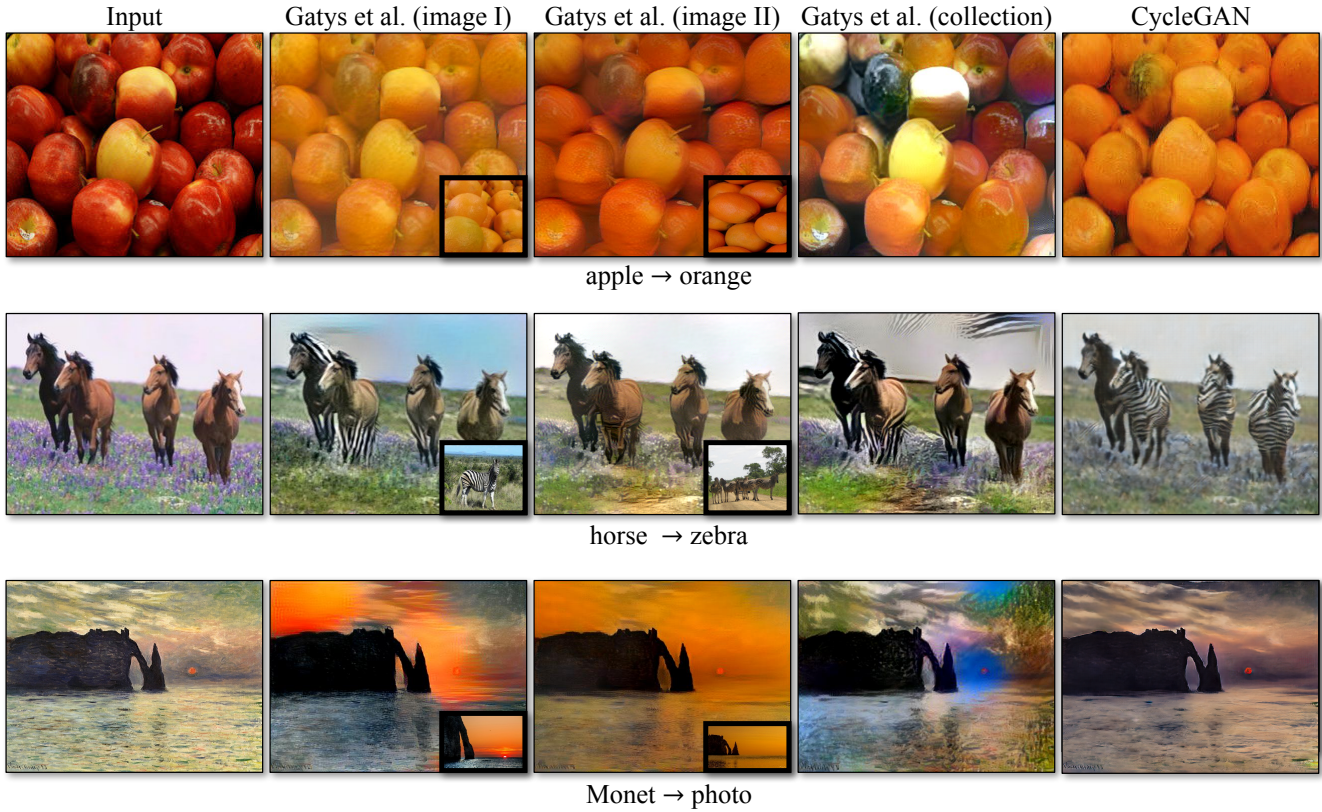 Input Gatys et al. (image I) Gatys et al. (image II) Gatys et al. (collection) CycleGAN
apple → orange
horse → zebra
Monet → photo